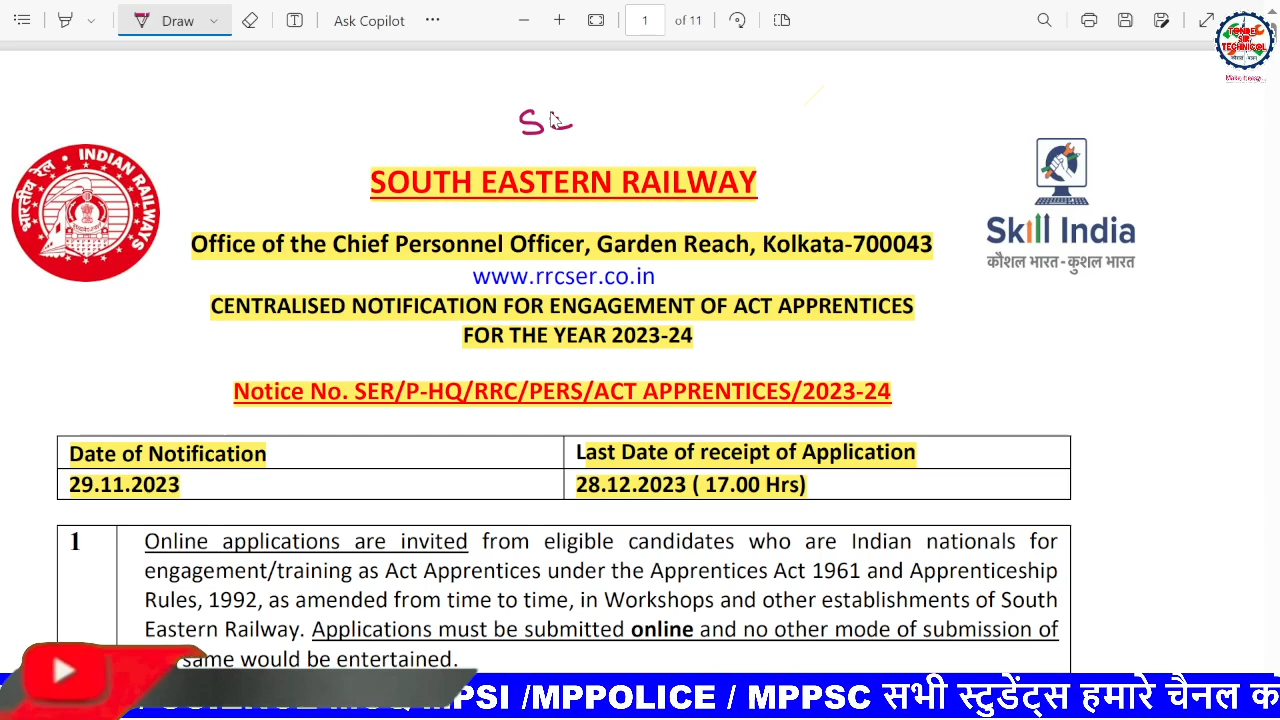 Draw
Ask Copilot
1 of 11
TONDE SIR TECHNICOL
S
SOUTH EASTERN RAILWAY
भारतीय रेल • INDIAN RAILWAYS
Skill India
कौशल भारत - कुशल भारत
Office of the Chief Personnel Officer, Garden Reach, Kolkata-700043
www.rrcser.co.in
CENTRALISED NOTIFICATION FOR ENGAGEMENT OF ACT APPRENTICES
FOR THE YEAR 2023-24
Notice No. SER/P-HQ/RRC/PERS/ACT APPRENTICES/2023-24
Date of Notification Last Date of receipt of Application
29.11.2023 28.12.2023 ( 17.00 Hrs)
1 Online applications are invited from eligible candidates who are Indian nationals for
engagement/training as Act Apprentices under the Apprentices Act 1961 and Apprenticeship
Rules, 1992, as amended from time to time, in Workshops and other establishments of South
Eastern Railway. Applications must be submitted online and no other mode of submission of
same would be entertained.
MPSI /MPPOLICE / MPPSC सभी स्टुडेंट्स हमारे चैनल क